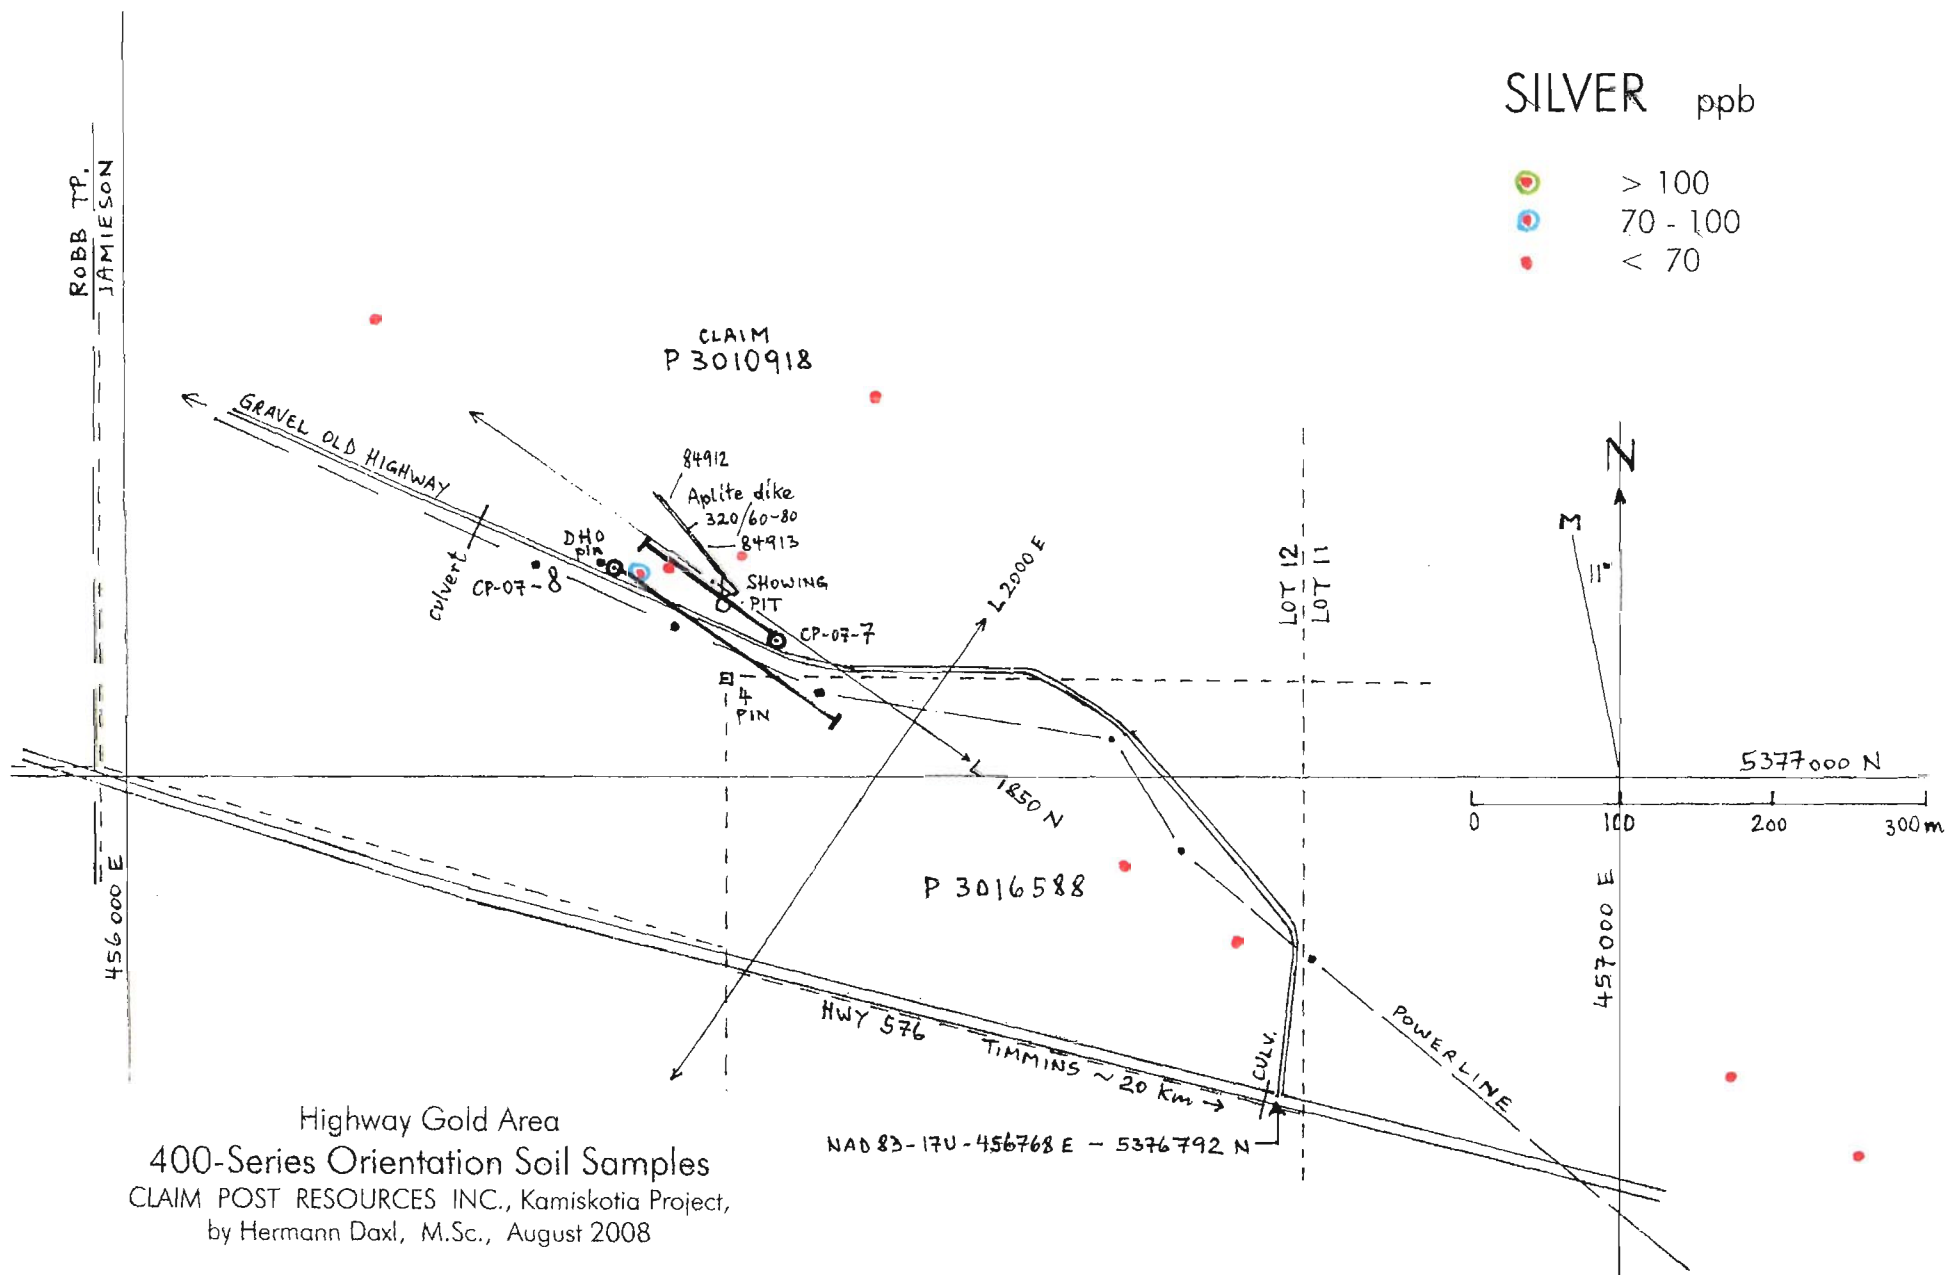 SILVER ppb
> 100
70 - 100
< 70
ROBB TP.
JAMIESON
CLAIM
P 3010918
GRAVEL OLD HIGHWAY
84912
Aplite dike
320/60-80
84913
DHO
pin
CP-07-8
culvert
SHOWING
PIT
CP-07-7
L 2000 E
LOT 12
LOT 11
N
M
11°
4
PIN
L 1850 N
5377000 N
0 100 200 300m
P 3016588
456000 E
457000 E
HWY 576 TIMMINS ~ 20 Km →
CULV.
POWERLINE
NAD 83-17U-456768 E - 5376792 N
Highway Gold Area
400-Series Orientation Soil Samples
CLAIM POST RESOURCES INC., Kamiskotia Project,
by Hermann Daxl, M.Sc., August 2008